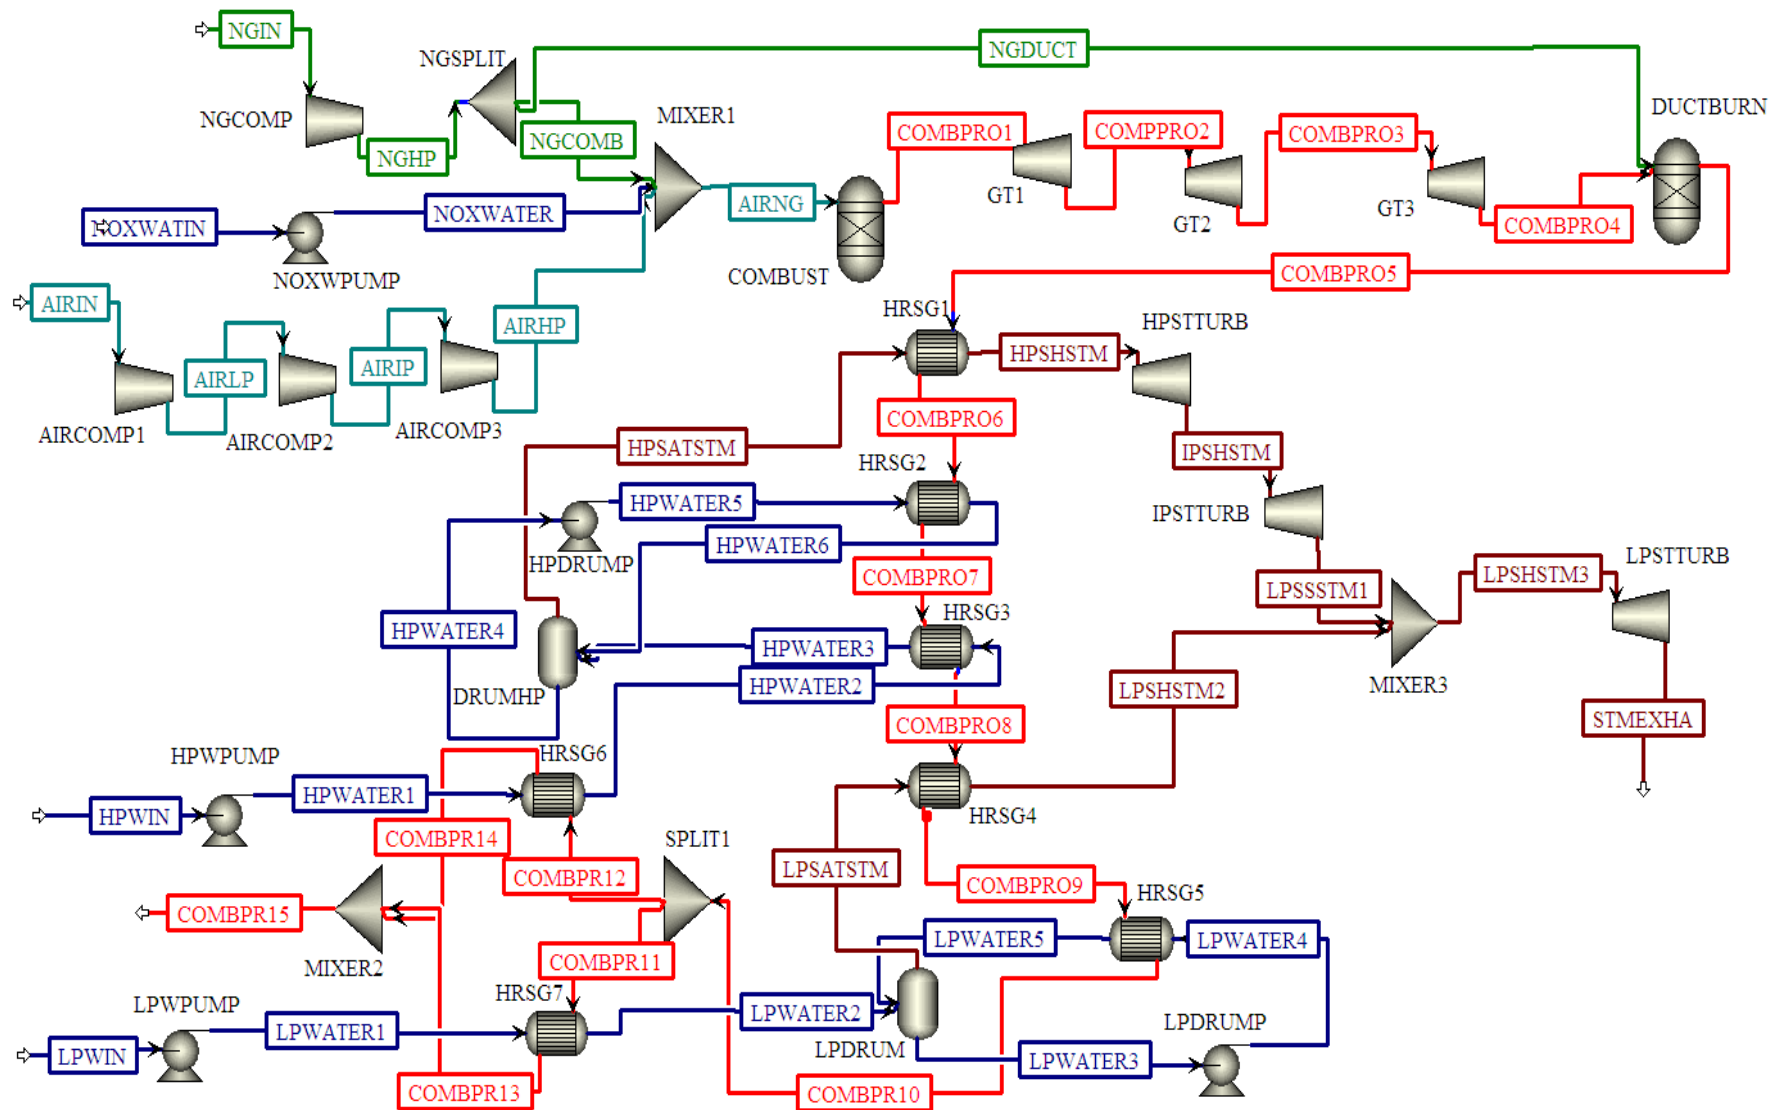 NGIN
NGSPLIT
NGDUCT
NGCOMP
MIXER1
DUCTBURN
NGHP
NGCOMB
COMBPRO1
COMPPRO2
COMBPRO3
AIRNG
GT1
GT2
GT3
COMBPRO4
NOXWATIN
NOXWATER
NOXWPUMP
COMBUST
COMBPRO5
AIRIN
AIRHP
HRSG1
HPSTTURB
AIRLP
AIRIP
HPSHSTM
AIRCOMP1
AIRCOMP2
AIRCOMP3
COMBPRO6
HPSATSTM
IPSHSTM
HRSG2
HPWATER5
IPSTTURB
HPWATER6
HPDRUMP
COMBPRO7
LPSHSTM3
LPSTTURB
LPSSSTM1
HPWATER4
HRSG3
HPWATER3
HPWATER2
DRUMHP
LPSHSTM2
MIXER3
COMBPRO8
STMEXHA
HPWPUMP
HRSG6
HPWATER1
HPWIN
HRSG4
COMBPR14
SPLIT1
LPSATSTM
COMBPR12
COMBPRO9
HRSG5
COMBPR15
LPWATER5
LPWATER4
MIXER2
COMBPR11
HRSG7
LPWPUMP
LPWATER2
LPWATER1
LPDRUMP
LPWIN
LPDRUM
LPWATER3
COMBPR13
COMBPR10